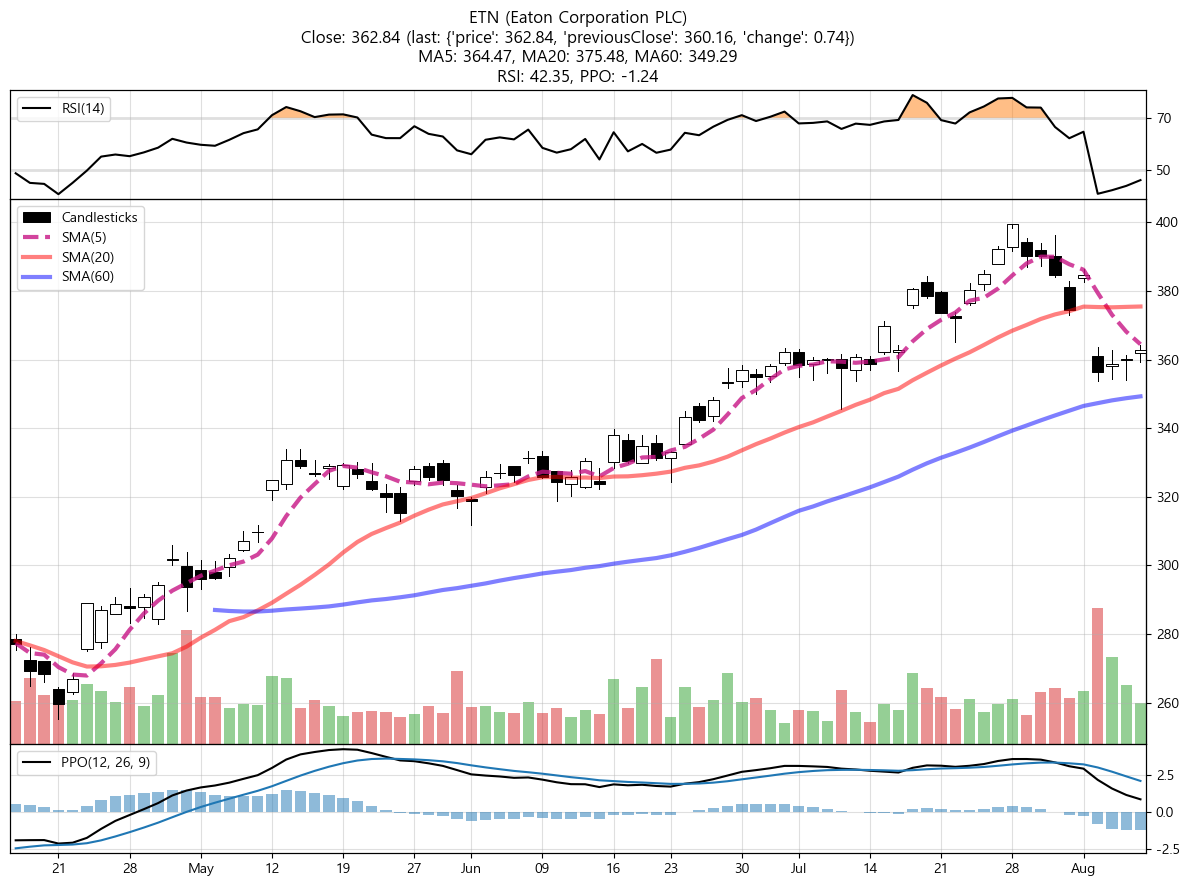 ETN (Eaton Corporation PLC)
Close: 362.84 (last: {'price': 362.84, 'previousClose': 360.16, 'change': 0.74})
MA5: 364.47, MA20: 375.48, MA60: 349.29
RSI: 42.35, PPO: -1.24
RSI(14)
70
50
Candlesticks
SMA(5)
SMA(20)
SMA(60)
400
380
360
340
320
300
280
260
PPO(12, 26, 9)
2.5
0.0
-2.5
21 28 May 12 19 27 Jun 09 16 23 30 Jul 14 21 28 Aug